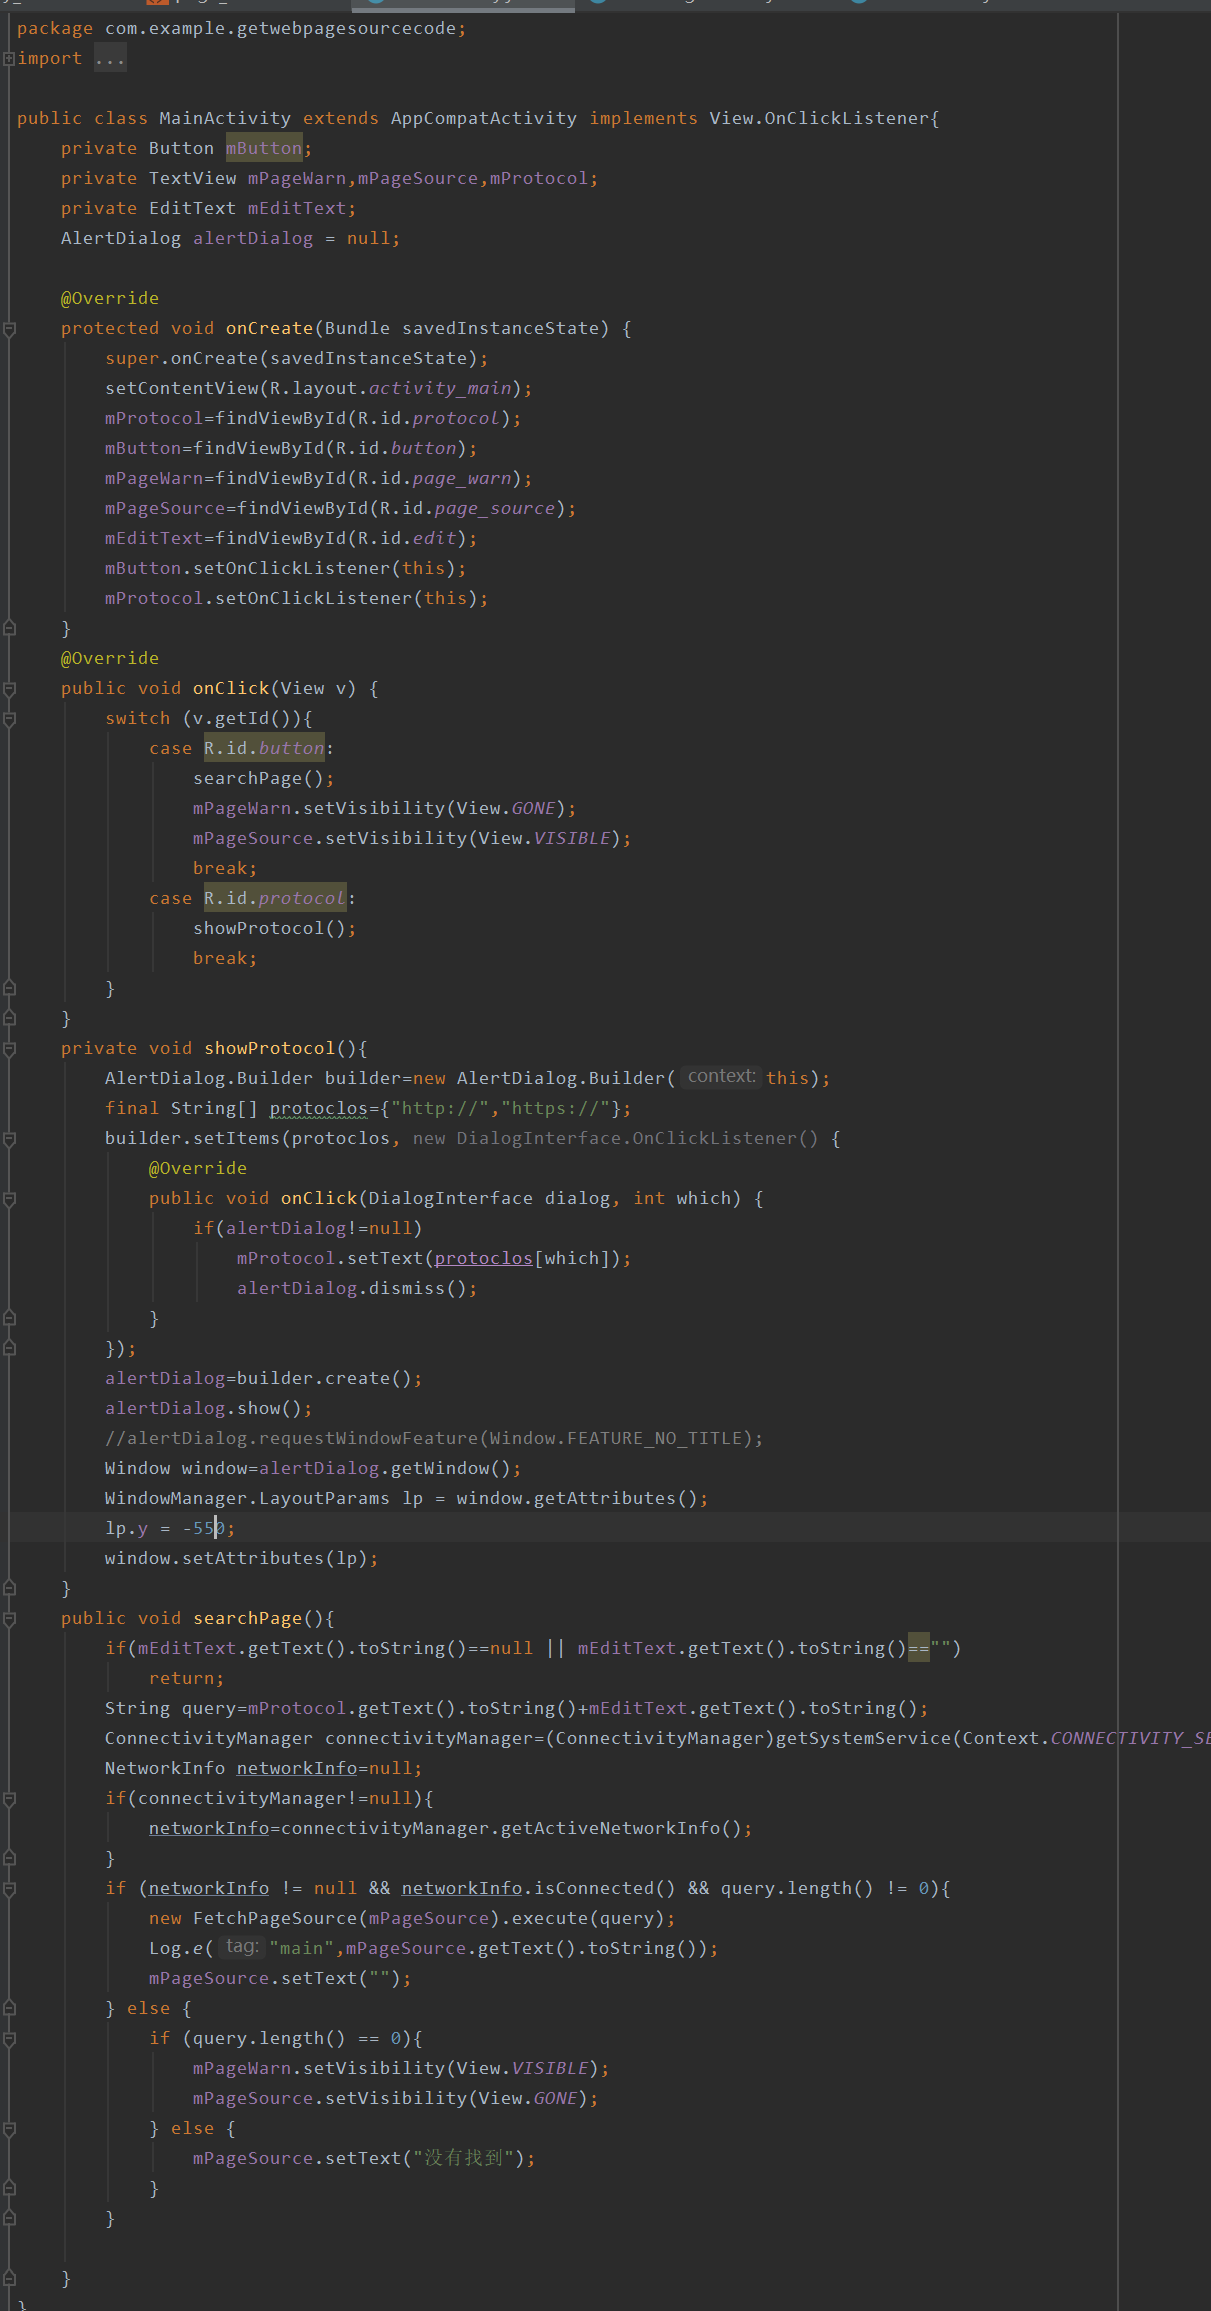 package com.example.getwebpagesourcecode;
import ...
public class MainActivity extends AppCompatActivity implements View.OnClickListener{
    private Button mButton;
    private TextView mPageWarn,mPageSource,mProtocol;
    private EditText mEditText;
    AlertDialog alertDialog = null;

    @Override
    protected void onCreate(Bundle savedInstanceState) {
        super.onCreate(savedInstanceState);
        setContentView(R.layout.activity_main);
        mProtocol=findViewById(R.id.protocol);
        mButton=findViewById(R.id.button);
        mPageWarn=findViewById(R.id.page_warn);
        mPageSource=findViewById(R.id.page_source);
        mEditText=findViewById(R.id.edit);
        mButton.setOnClickListener(this);
        mProtocol.setOnClickListener(this);
    }
    @Override
    public void onClick(View v) {
        switch (v.getId()){
            case R.id.button:
                searchPage();
                mPageWarn.setVisibility(View.GONE);
                mPageSource.setVisibility(View.VISIBLE);
                break;
            case R.id.protocol:
                showProtocol();
                break;
        }
    }
    private void showProtocol(){
        AlertDialog.Builder builder=new AlertDialog.Builder( context: this);
        final String[] protoclos={"http://","https://"};
        builder.setItems(protoclos, new DialogInterface.OnClickListener() {
            @Override
            public void onClick(DialogInterface dialog, int which) {
                if(alertDialog!=null)
                    mProtocol.setText(protoclos[which]);
                    alertDialog.dismiss();
            }
        });
        alertDialog=builder.create();
        alertDialog.show();
        //alertDialog.requestWindowFeature(Window.FEATURE_NO_TITLE);
        Window window=alertDialog.getWindow();
        WindowManager.LayoutParams lp = window.getAttributes();
        lp.y = -550;
        window.setAttributes(lp);
    }
    public void searchPage(){
        if(mEditText.getText().toString()==null || mEditText.getText().toString()=="")
            return;
        String query=mProtocol.getText().toString()+mEditText.getText().toString();
        ConnectivityManager connectivityManager=(ConnectivityManager)getSystemService(Context.CONNECTIVITY_SE
        NetworkInfo networkInfo=null;
        if(connectivityManager!=null){
            networkInfo=connectivityManager.getActiveNetworkInfo();
        }
        if (networkInfo != null && networkInfo.isConnected() && query.length() != 0){
            new FetchPageSource(mPageSource).execute(query);
            Log.e( tag: "main",mPageSource.getText().toString());
            mPageSource.setText("");
        } else {
            if (query.length() == 0){
                mPageWarn.setVisibility(View.VISIBLE);
                mPageSource.setVisibility(View.GONE);
            } else {
                mPageSource.setText("没有找到");
            }
        }

    }
}